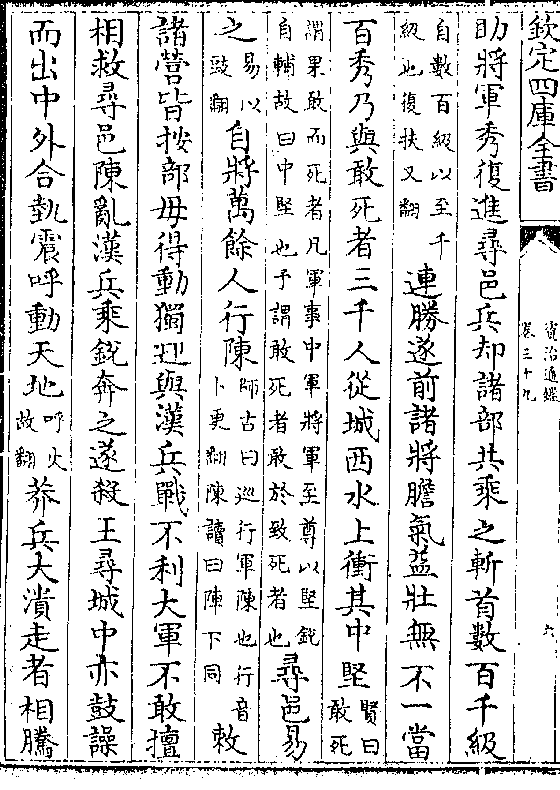 欽定四庫全書
資治通鑑
卷三十九
六
助將軍秀復進尋邑兵却諸部共乘之斬首數百千級
自數百級以至千
級也復扶又翻
連勝遂前諸將膽氣益壯無不一當
百秀乃與敢死者三千人從城西水上衝其中堅
賢曰
敢死
謂果敢而死者凡軍事中軍將軍至尊以堅銳
自輔故曰中堅也予謂敢死者敢於致死者也
尋邑易
之
易以
豉翻
自將萬餘人行陳
師古曰巡行軍陳也行音
卜更翻陳讀曰陣下同
敕
諸營皆按部毋得動獨迎與漢兵戰不利大軍不敢擅
相救尋邑陳亂漢兵乘銳奔之遂殺王尋城中亦鼓譟
而出中外合埶震呼動天地
呼火
故翻
莽兵大潰走者相騰